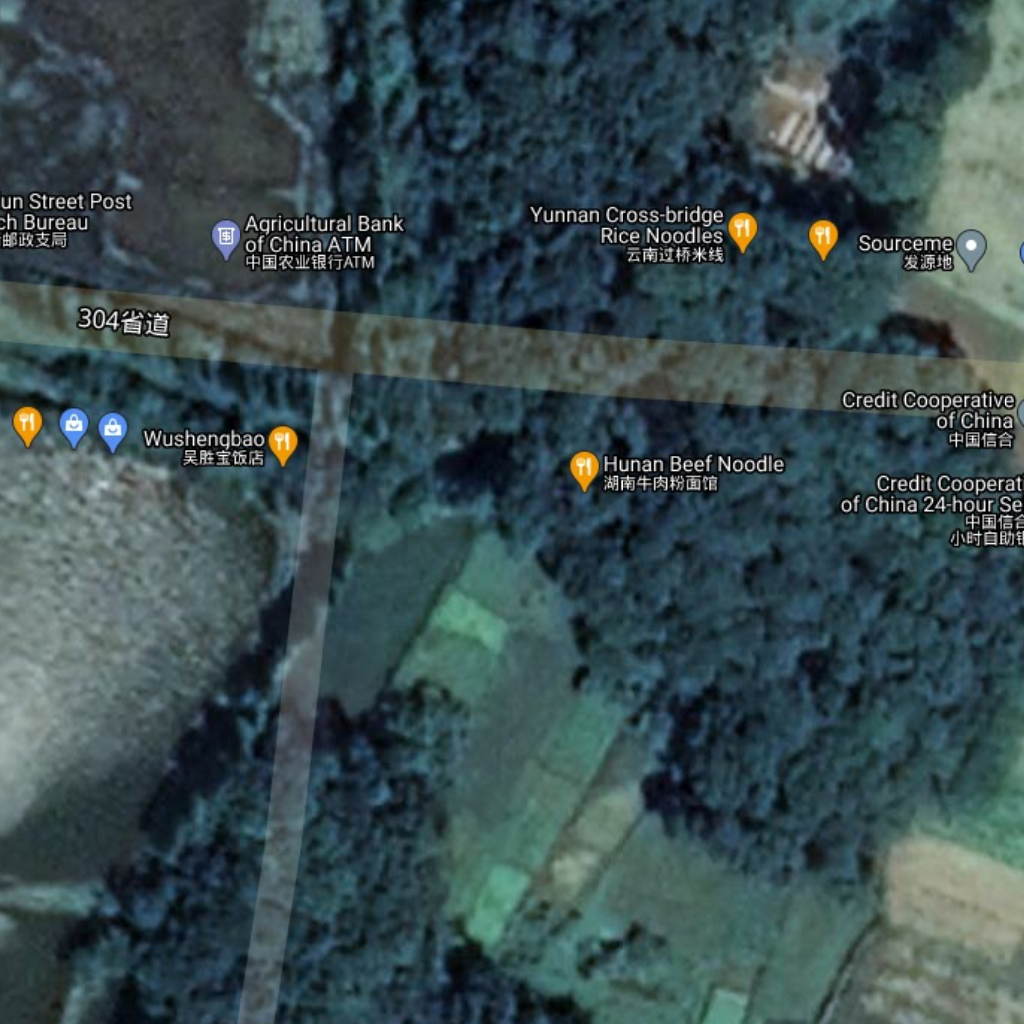 un Street Post
ch Bureau
邮政支局
Agricultural Bank
of China ATM
中国农业银行ATM
Yunnan Cross-bridge
Rice Noodles
云南过桥米线
Sourceme
发源地
304省道
Credit Cooperative
of China
中国信合
Wushengbao
吴胜宝饭店
Hunan Beef Noodle
湖南牛肉粉面馆
Credit Cooperati
of China 24-hour Se
中国信合
小时自助银